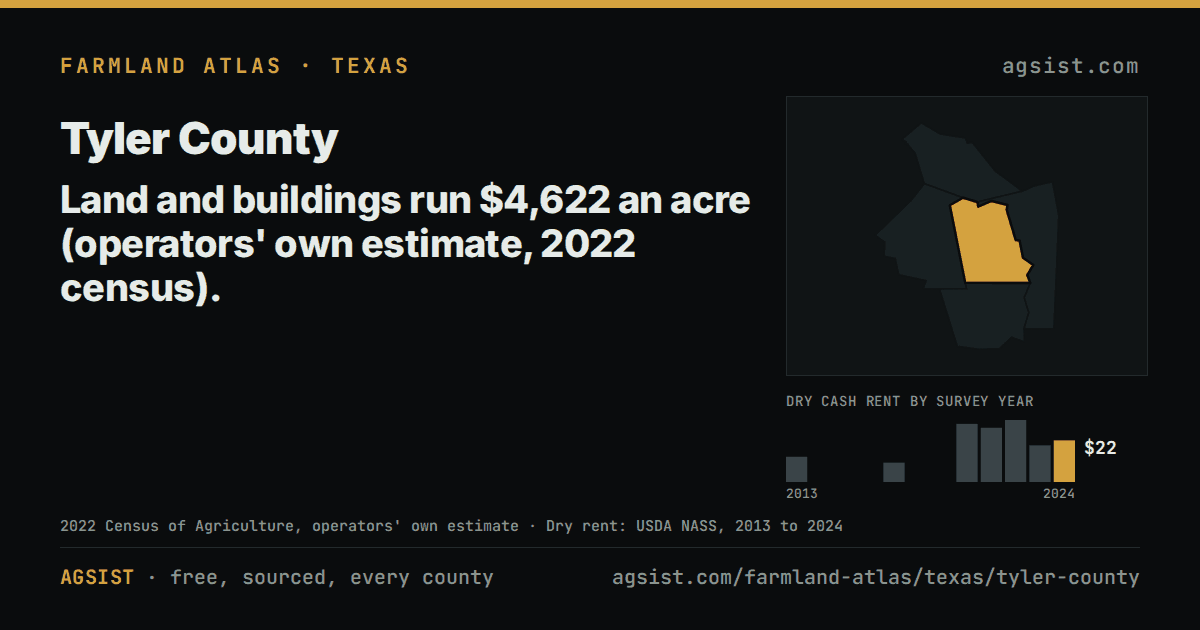 FARMLAND ATLAS · TEXAS
agsist.com
Tyler County
Land and buildings run $4,622 an acre
(operators' own estimate, 2022
census).
DRY CASH RENT BY SURVEY YEAR
$22
2013
2024
2022 Census of Agriculture, operators' own estimate · Dry rent: USDA NASS, 2013 to 2024
AGSIST · free, sourced, every county
agsist.com/farmland-atlas/texas/tyler-county